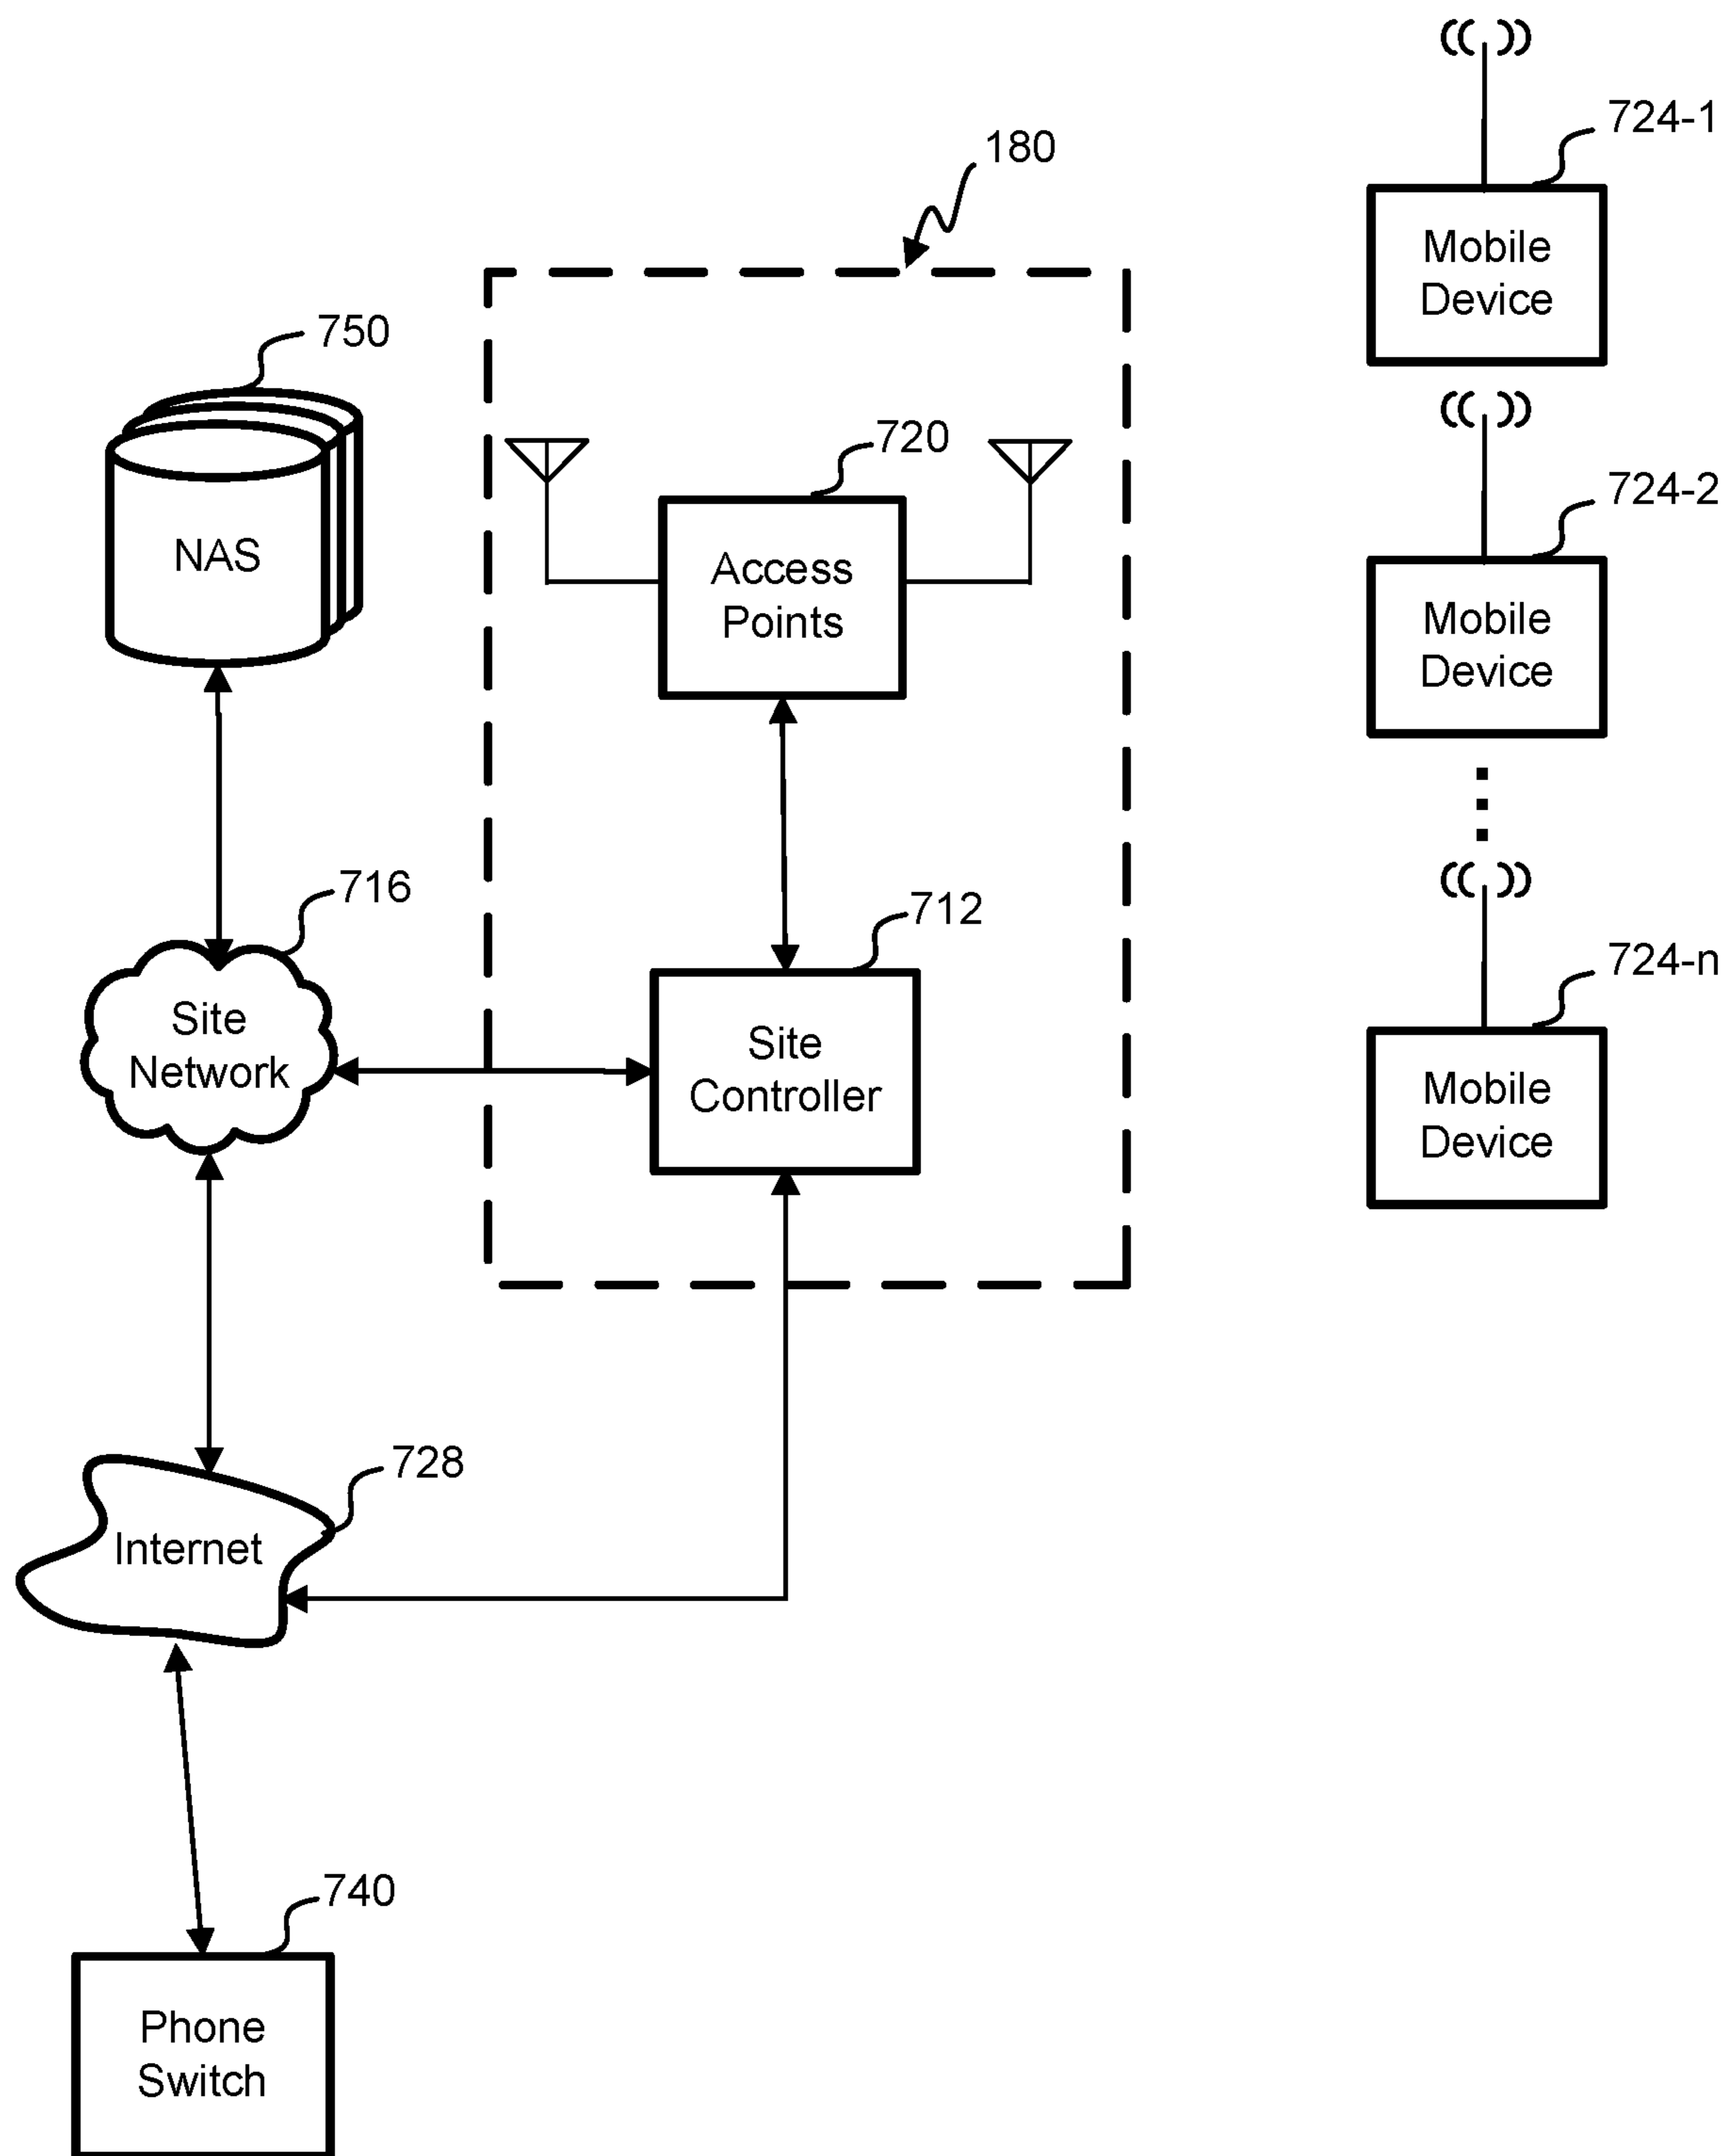 724-1
180
Mobile
Device
750
720
724-2
NAS
Access
Points
Mobile
Device
716
712
724-n
Site
Network
Site
Controller
Mobile
Device
728
Internet
740
Phone
Switch